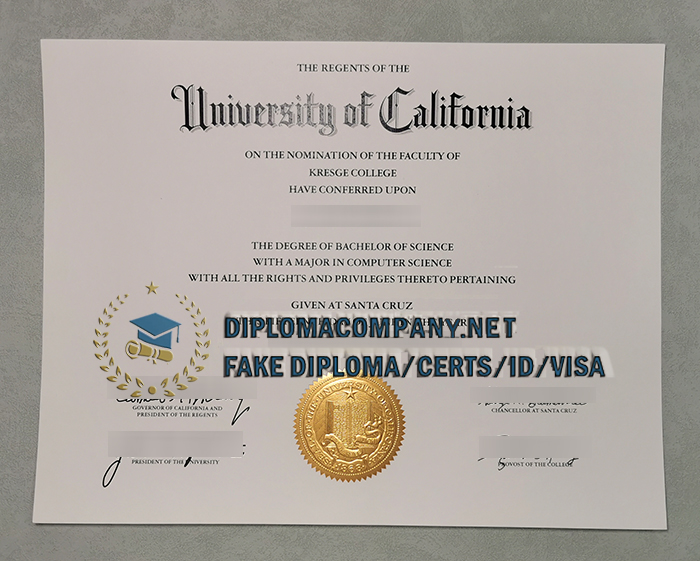 THE REGENTS OF THE
University of California
ON THE NOMINATION OF THE FACULTY OF
KRESGE COLLEGE
HAVE CONFERRED UPON
THE DEGREE OF BACHELOR OF SCIENCE
WITH A MAJOR IN COMPUTER SCIENCE
WITH ALL THE RIGHTS AND PRIVILEGES THERETO PERTAINING
GIVEN AT SANTA CRUZ
DIPLOMACOMPANY.NET
FAKE DIPLOMA/CERTS/ID/VISA
GOVERNOR OF CALIFORNIA AND
PRESIDENT OF THE REGENTS
CHANCELLOR AT SANTA CRUZ
PRESIDENT OF THE UNIVERSITY
PROVOST OF THE COLLEGE
1868